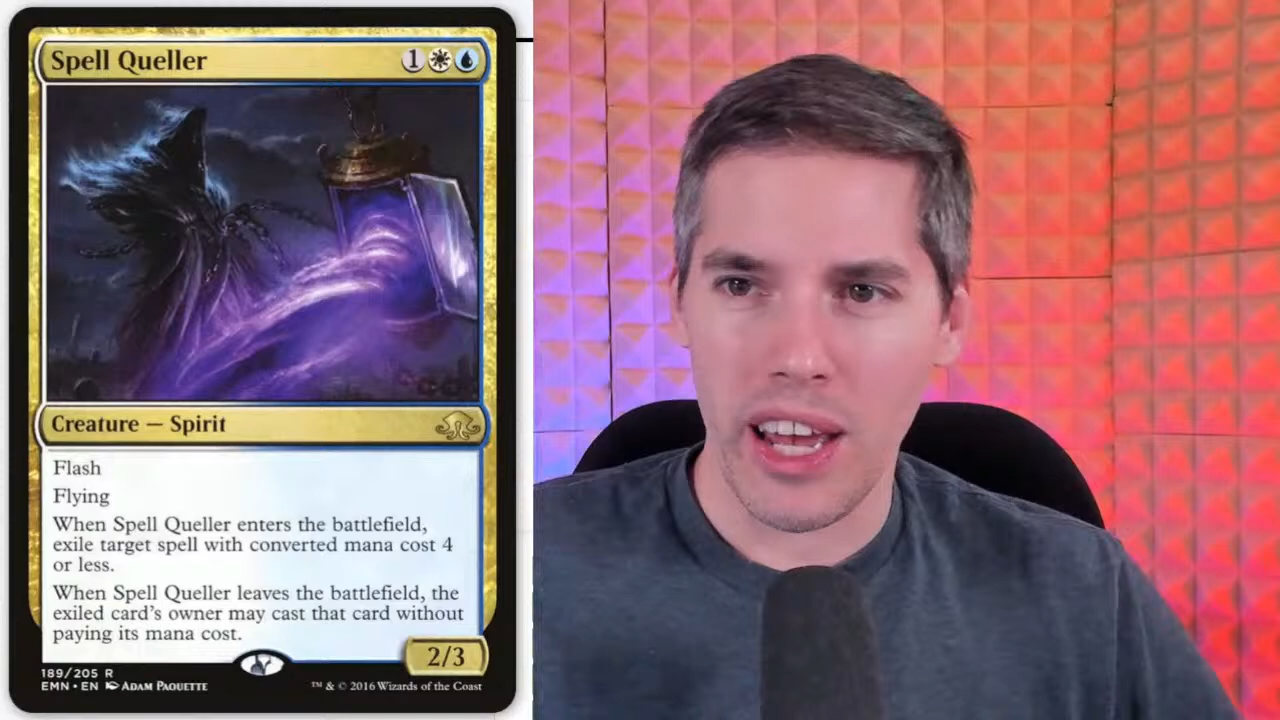 Spell Queller 1
Creature — Spirit
Flash
Flying
When Spell Queller enters the battlefield,
exile target spell with converted mana cost 4
or less.
When Spell Queller leaves the battlefield, the
exiled card's owner may cast that card without
paying its mana cost.
2/3
189/205 R
EMN • EN Adam Paquette
™ & © 2016 Wizards of the Coast